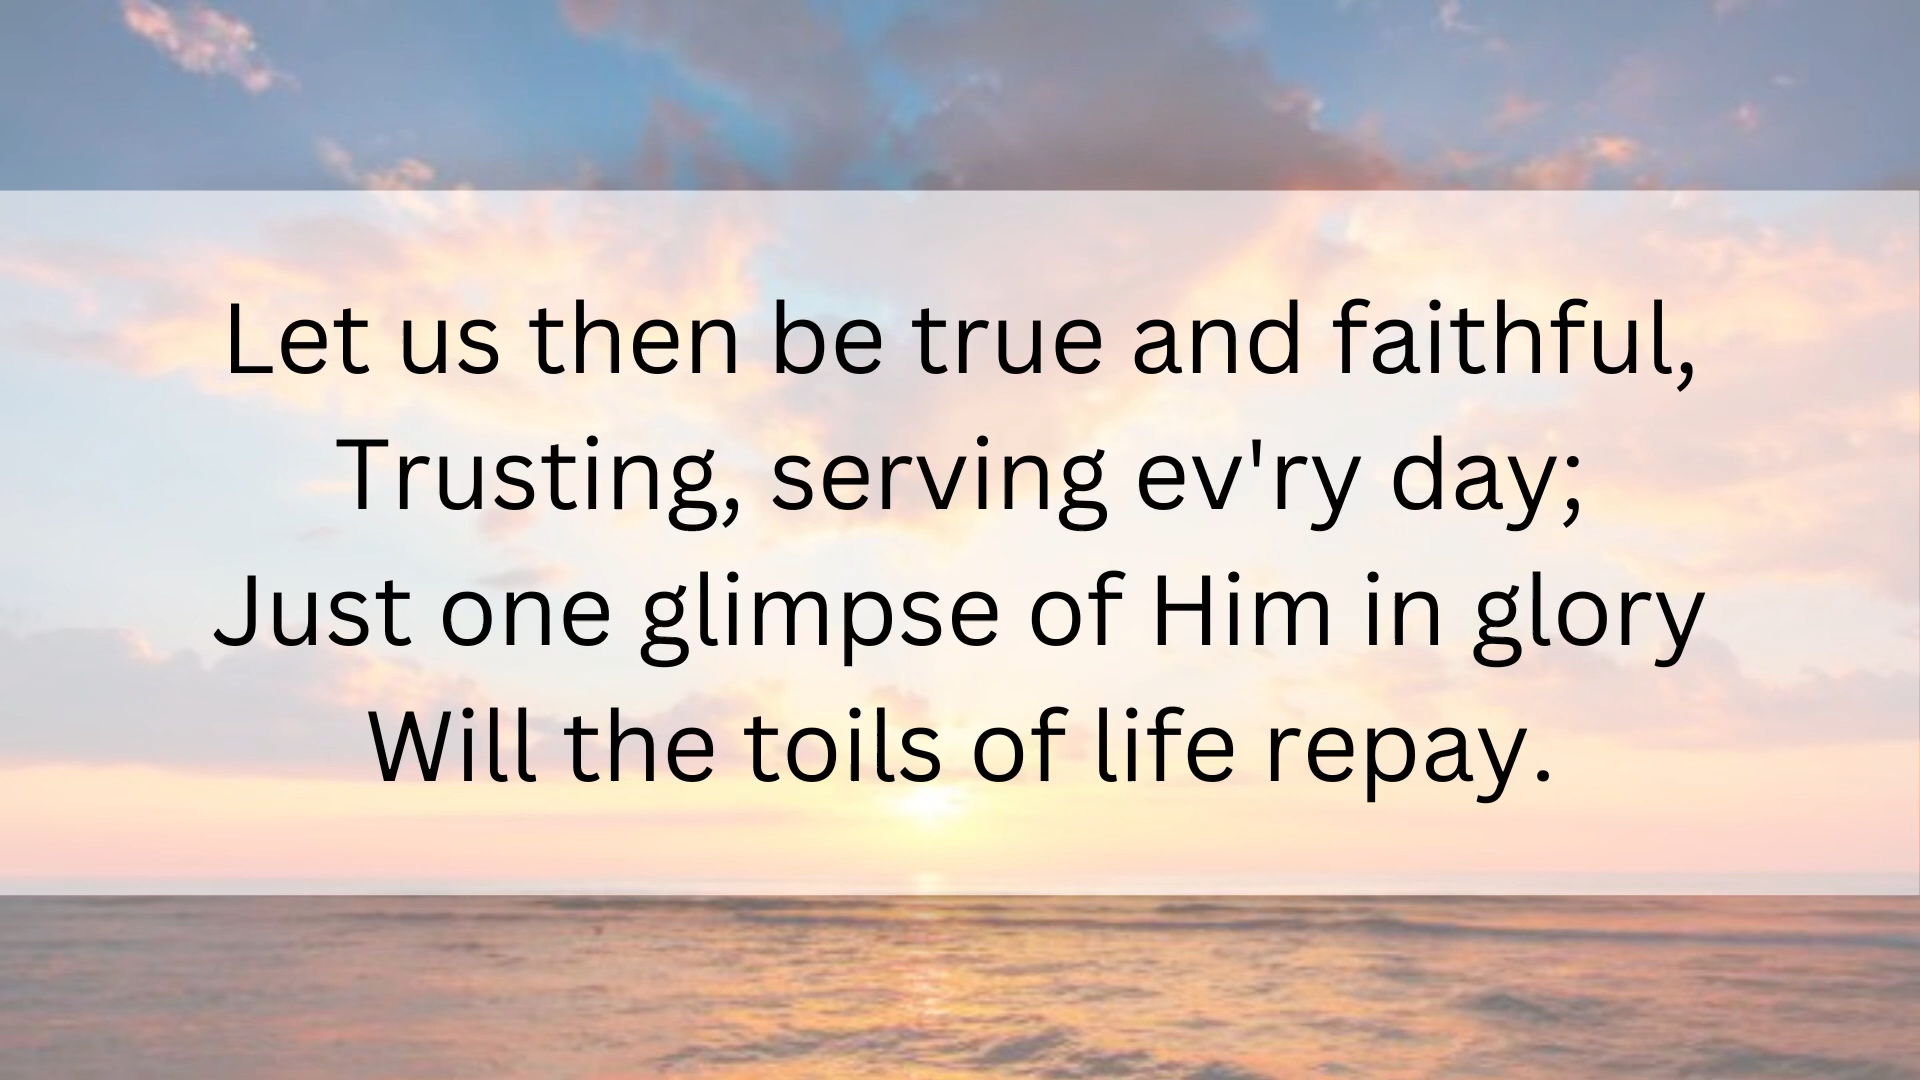 Let us then be true and faithful,
Trusting, serving ev'ry day;
Just one glimpse of Him in glory
Will the toils of life repay.